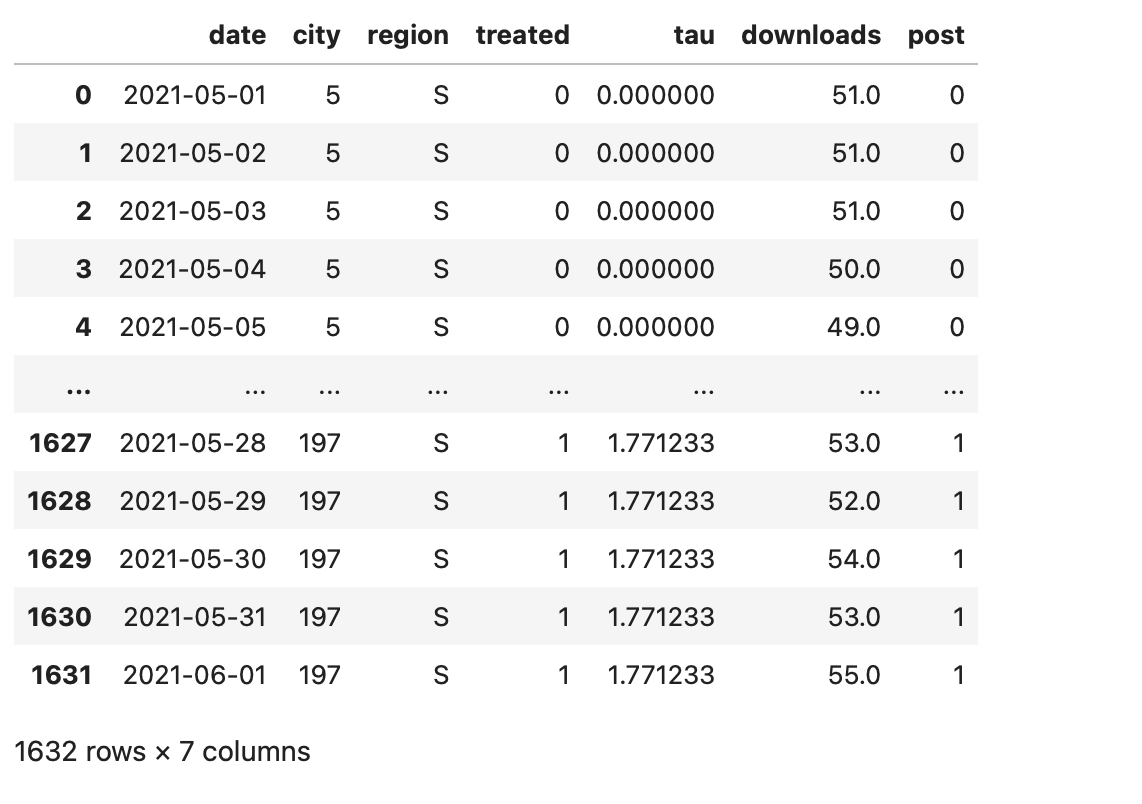 date city region treated tau downloads post
0 2021-05-01 5 S 0 0.000000 51.0 0
1 2021-05-02 5 S 0 0.000000 51.0 0
2 2021-05-03 5 S 0 0.000000 51.0 0
3 2021-05-04 5 S 0 0.000000 50.0 0
4 2021-05-05 5 S 0 0.000000 49.0 0
... ... ... ... ... ... ... ...
1627 2021-05-28 197 S 1 1.771233 53.0 1
1628 2021-05-29 197 S 1 1.771233 52.0 1
1629 2021-05-30 197 S 1 1.771233 54.0 1
1630 2021-05-31 197 S 1 1.771233 53.0 1
1631 2021-06-01 197 S 1 1.771233 55.0 1
1632 rows × 7 columns